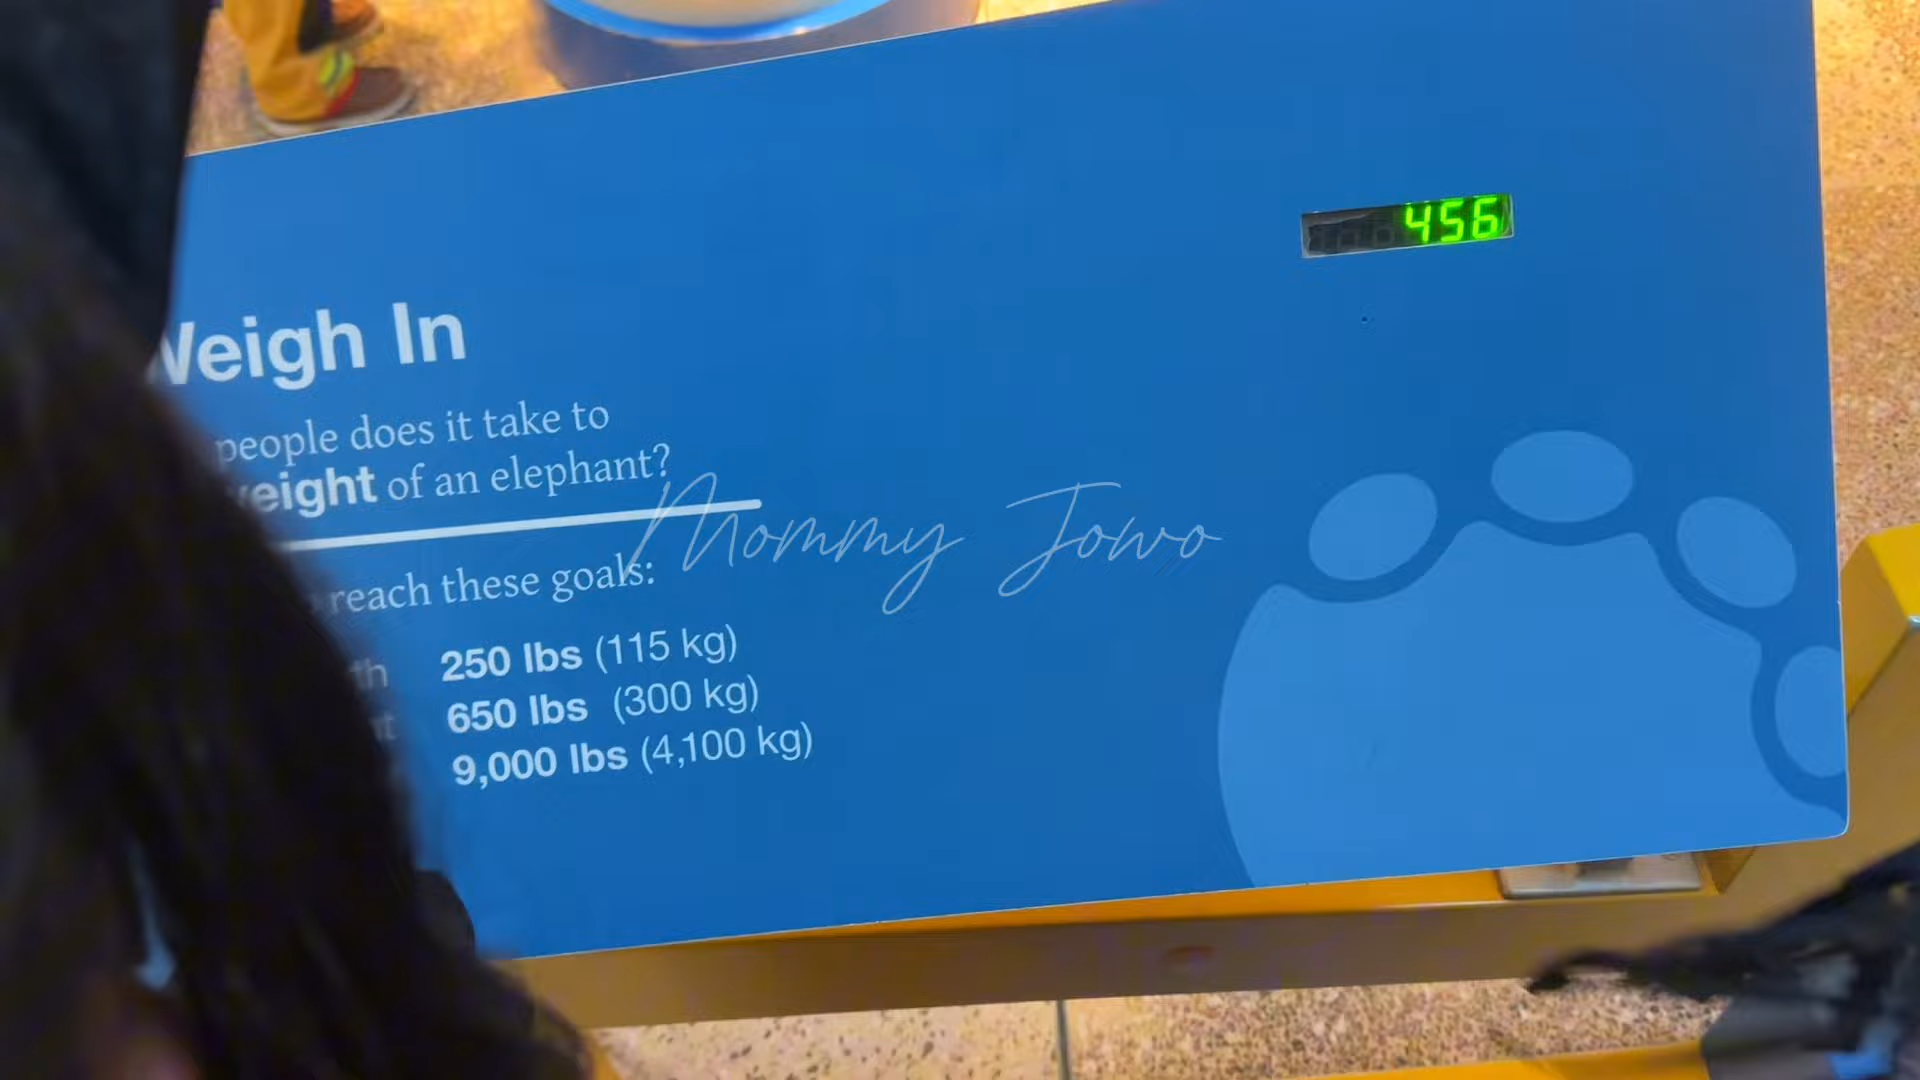 456
Weigh In
people does it take to
weight of an elephant?
Mommy Jowo
reach these goals:
250 lbs (115 kg)
650 lbs (300 kg)
9,000 lbs (4,100 kg)